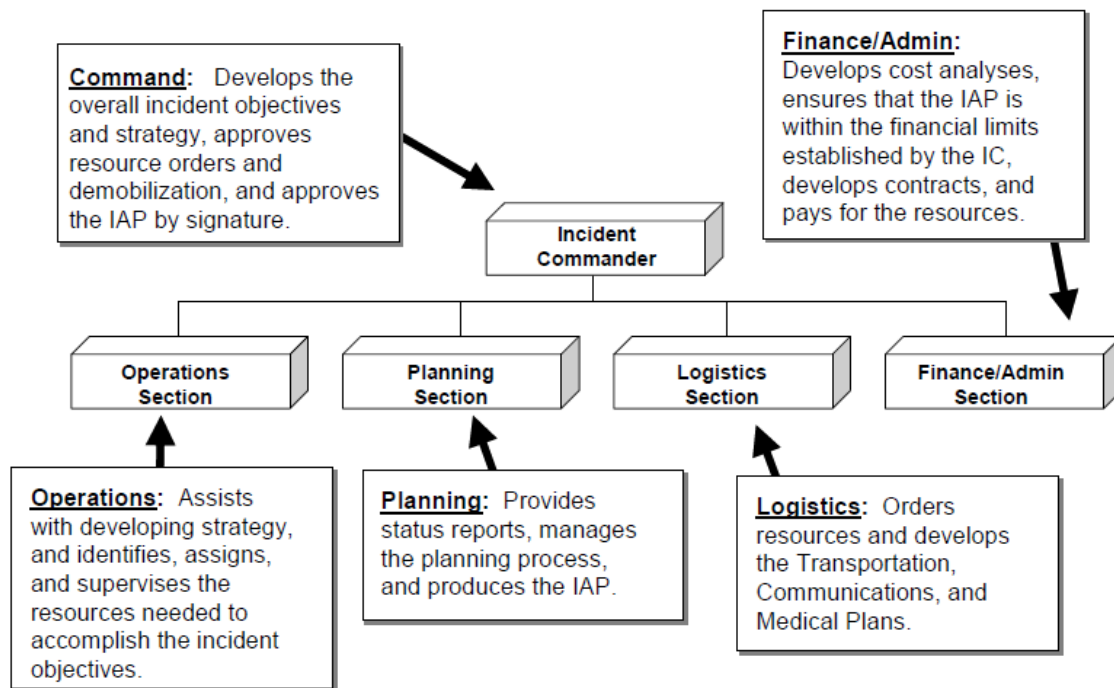 Command:   Develops the
overall incident objectives
and strategy, approves
resource orders and
demobilization, and approves
the IAP by signature.
Finance/Admin:
Develops cost analyses,
ensures that the IAP is
within the financial limits
established by the IC,
develops contracts, and
pays for the resources.
Incident
Commander
Operations
Section
Planning
Section
Logistics
Section
Finance/Admin
Section
Operations:  Assists
with developing strategy,
and identifies, assigns,
and supervises the
resources needed to
accomplish the incident
objectives.
Planning:  Provides
status reports, manages
the planning process,
and produces the IAP.
Logistics:  Orders
resources and develops
the Transportation,
Communications, and
Medical Plans.